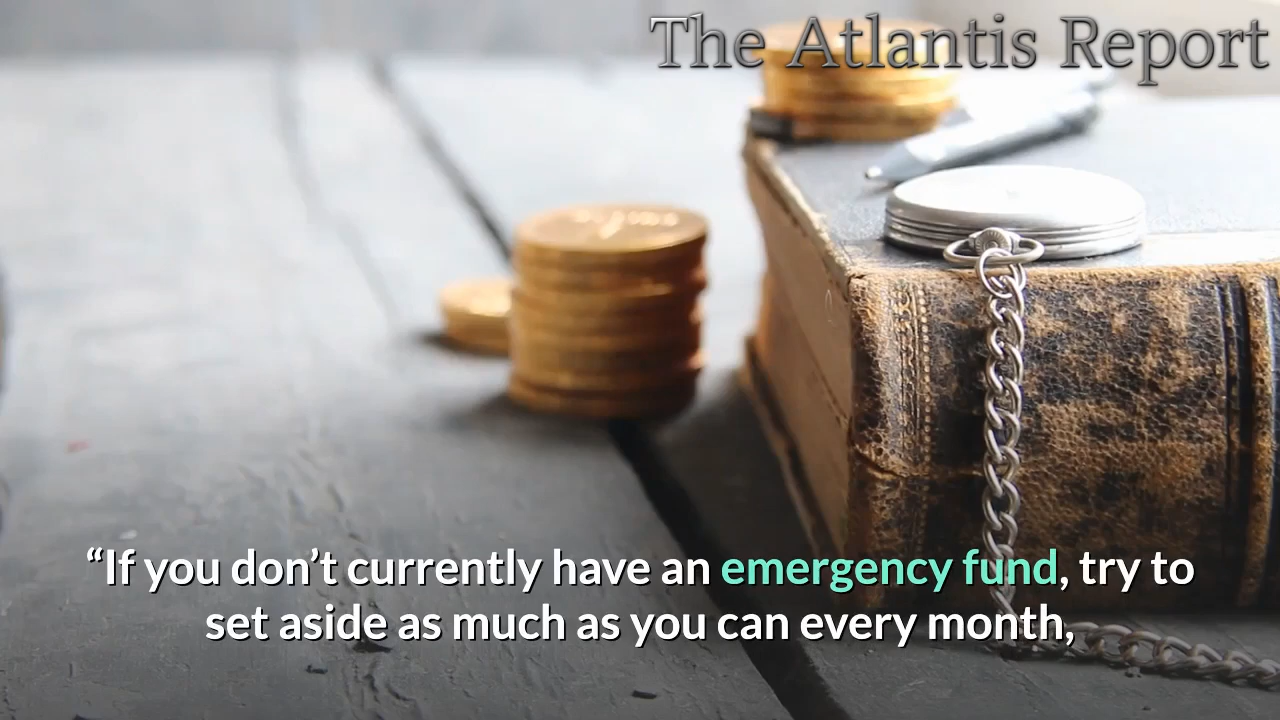 The Atlantis Report
“If you don’t currently have an emergency fund, try to
set aside as much as you can every month,